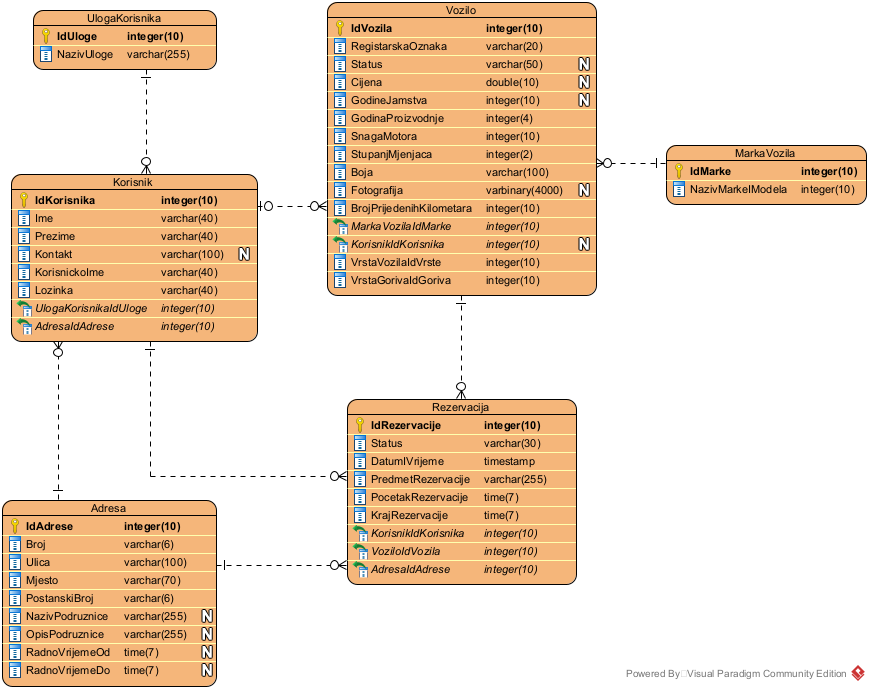 UlogaKorisnika
IdUloge integer(10)
NazivUloge varchar(255)
Vozilo
IdVozila integer(10)
RegistarskaOznaka varchar(20)
Status varchar(50) N
Cijena double(10) N
GodineJamstva integer(10) N
GodinaProizvodnje integer(4)
SnagaMotora integer(10)
StupanjMjenjaca integer(2)
Boja varchar(100)
Fotografija varbinary(4000) N
BrojPrijedenihKilometara integer(10)
MarkaVozilaIdMarke integer(10)
KorisnikIdKorisnika integer(10) N
VrstaVozilaIdVrste integer(10)
VrstaGorivaIdGoriva integer(10)
MarkaVozila
IdMarke integer(10)
NazivMarkeIModela integer(10)
Korisnik
IdKorisnika integer(10)
Ime varchar(40)
Prezime varchar(40)
Kontakt varchar(100) N
KorisnickoIme varchar(40)
Lozinka varchar(40)
UlogaKorisnikaIdUloge integer(10)
AdresaIdAdrese integer(10)
Rezervacija
IdRezervacije integer(10)
Status varchar(30)
DatumIVrijeme timestamp
PredmetRezervacije varchar(255)
PocetakRezervacije time(7)
KrajRezervacije time(7)
KorisnikIdKorisnika integer(10)
VoziloIdVozila integer(10)
AdresaIdAdrese integer(10)
Adresa
IdAdrese integer(10)
Broj varchar(6)
Ulica varchar(100)
Mjesto varchar(70)
PostanskiBroj varchar(6)
NazivPodruznice varchar(255) N
OpisPodruznice varchar(255) N
RadnoVrijemeOd time(7) N
RadnoVrijemeDo time(7) N
Powered By Visual Paradigm Community Edition